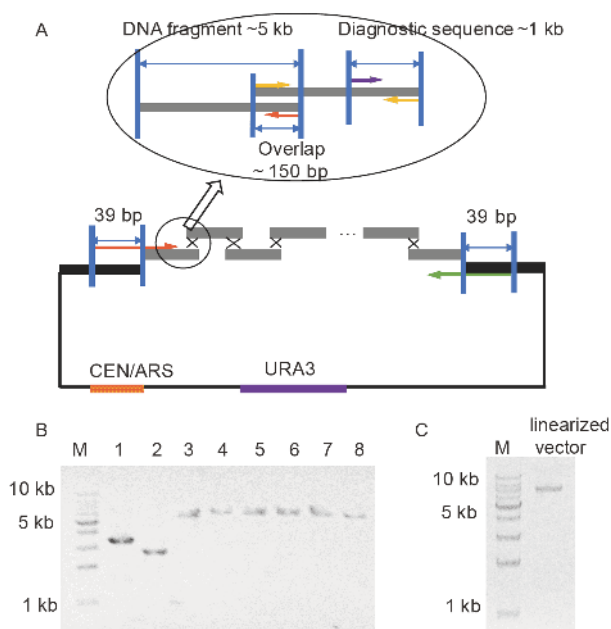 A
DNA fragment ~5 kb Diagnostic sequence ~1 kb
Overlap
~ 150 bp
39 bp 39 bp
...
CEN/ARS URA3
B
M 1 2 3 4 5 6 7 8
10 kb
5 kb
1 kb
C
linearized
M vector
10 kb
5 kb
1 kb